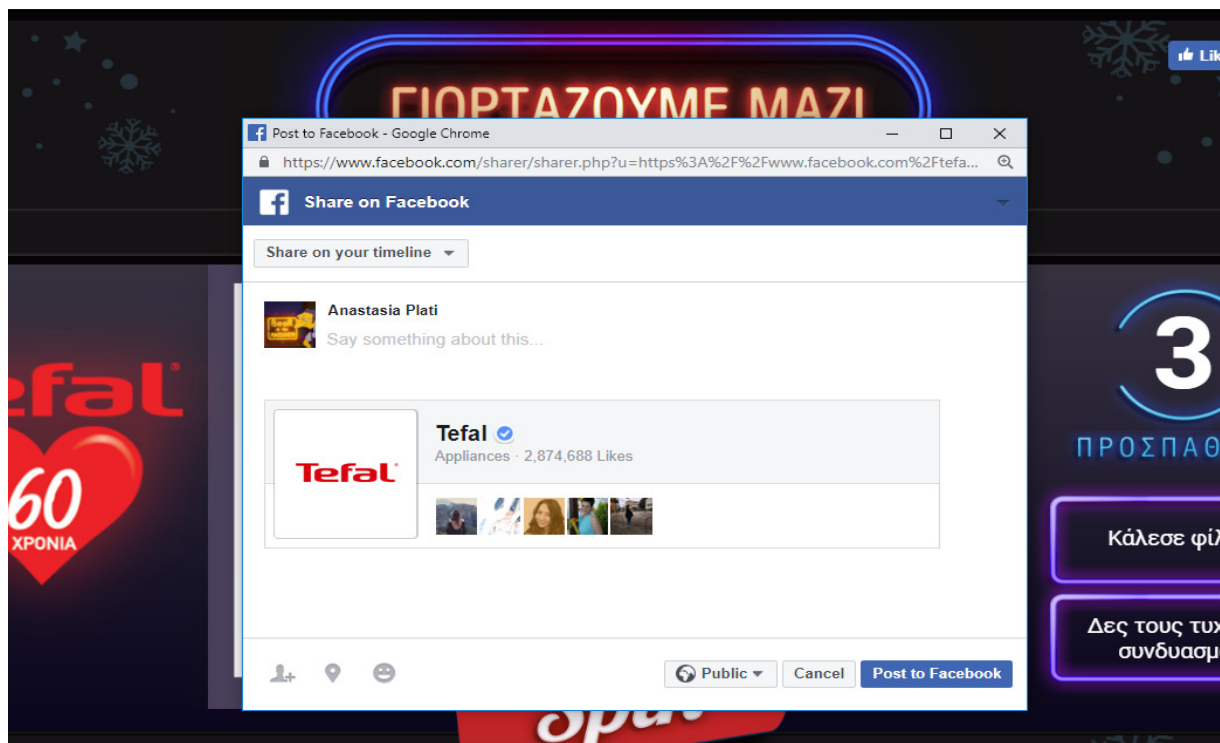 ΓΙΟΡΤΑΖΟΥΜΕ ΜΑΖΙ
Lik
Post to Facebook - Google Chrome
https://www.facebook.com/sharer/sharer.php?u=https%3A%2F%2Fwww.facebook.com%2Ftefa...
Share on Facebook
Share on your timeline
Anastasia Plati
Say something about this...
Tefal
Appliances · 2,874,688 Likes
Tefal
efal
60
ΧΡΟΝΙΑ
3
ΠΡΟΣΠΑΘ
Κάλεσε φίλ
Δες τους τυχ
συνδυασμ
Public
Cancel
Post to Facebook